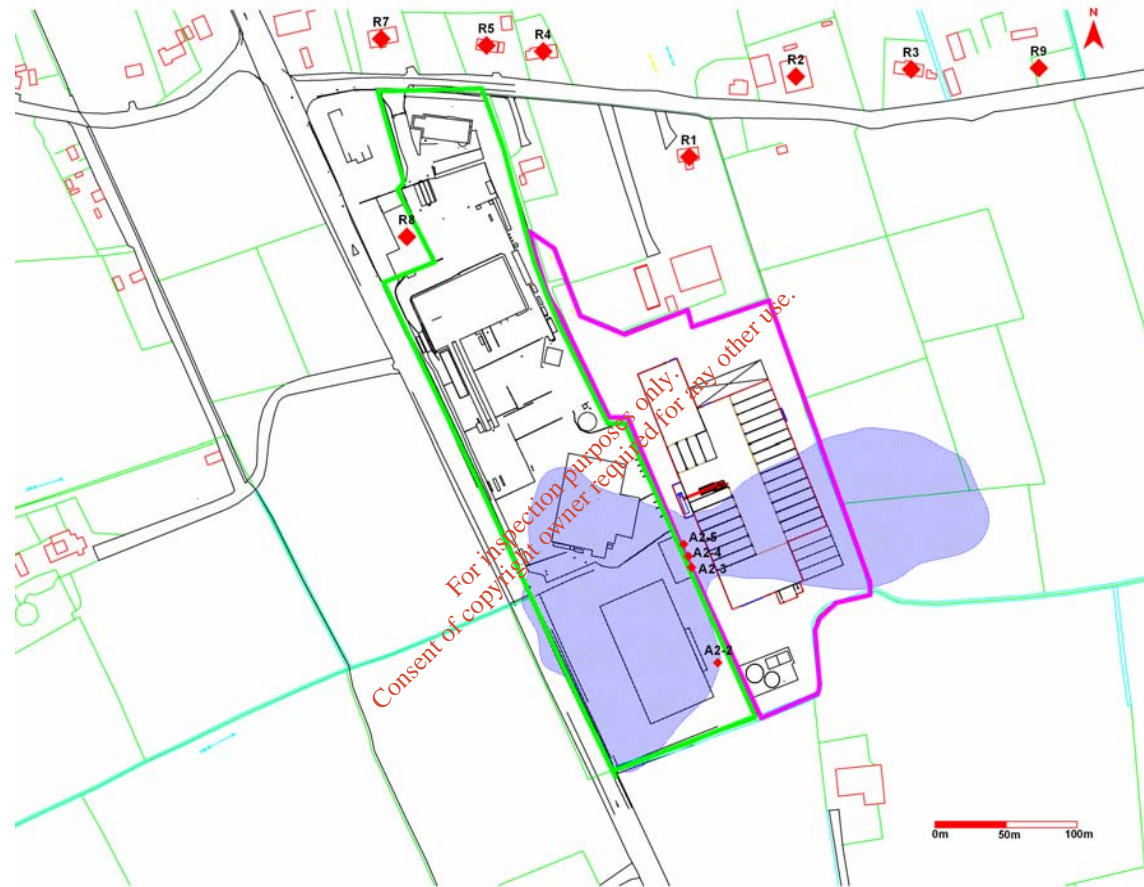 R7
R5
R4
N
R2
R3
R9
R1
R8
For inspection purposes only.
Consent of copyright owner required for any other use.
A2-5
A2-4
A2-3
A2-2
0m 50m 100m